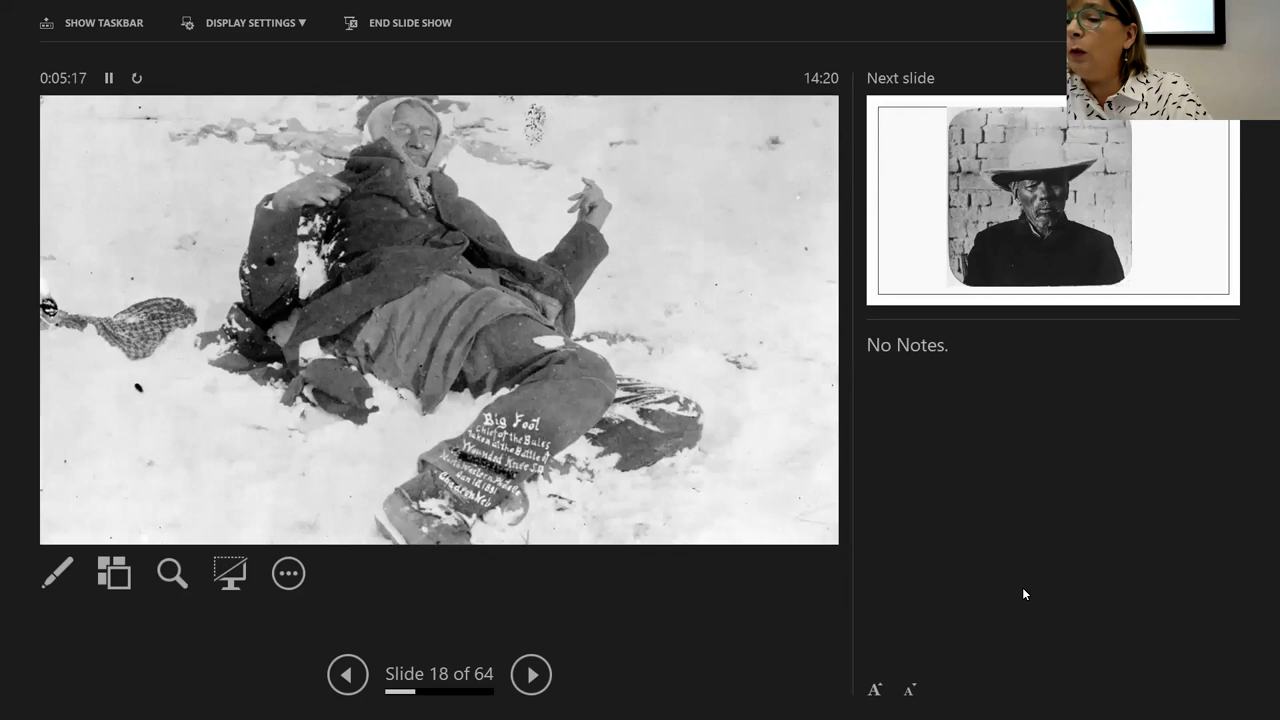 SHOW TASKBAR
DISPLAY SETTINGS ▼
END SLIDE SHOW
0:05:17
14:20
Next slide
Big Foot
Chief of the
taken at the Battle of
Wounded Knee S.D.
No Notes.
Slide 18 of 64
A
A